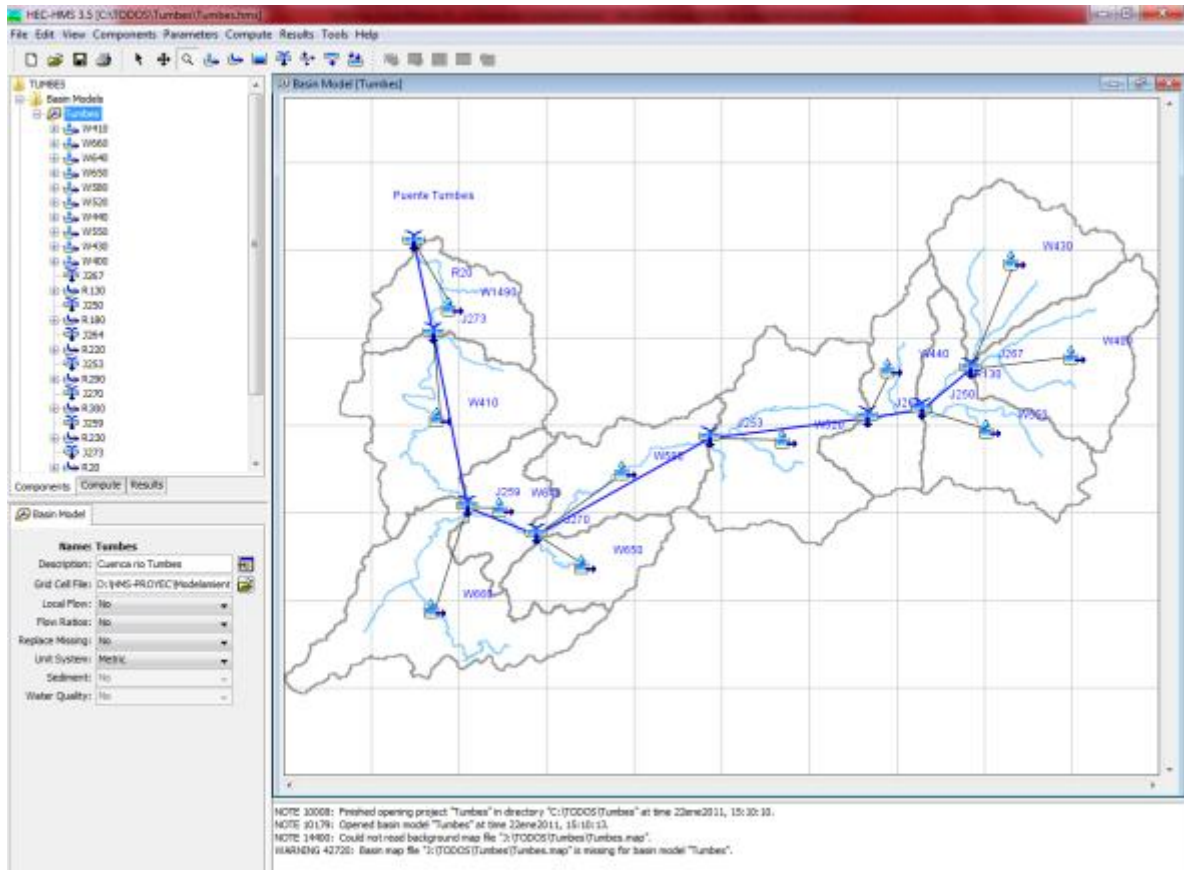 HEC-HMS 3.5 [C:\TODOS\Tumbes\Tumbes.hms]
File Edit View Components Parameters Compute Results Tools Help
TUMBES
Basin Models
Tumbes
W410
W660
W640
W650
W580
W520
W440
W550
W430
W400
J267
R130
J250
R180
J264
R220
J253
R290
J270
R300
J259
R230
J273
R20
Components Compute Results
Basin Model
Name: Tumbes
Description: Cuenca rio Tumbes
Grid Cell File: D:\HMS-PROYEC\Modelament
Local Flow: No
Flow Ratios: No
Replace Missing: No
Unit System: Metric
Sediment: No
Water Quality: No
Basin Model [Tumbes]
Puente Tumbes
R20
W1490
J273
W410
J259
J270
W650
W660
J253
W440
J250
J267
W430
NOTE 10008: Finished opening project "Tumbes" in directory "C:\TODOS\Tumbes" at time 22ene2011, 15:10:10.
NOTE 10179: Opened basin model "Tumbes" at time 22ene2011, 15:10:13.
NOTE 14400: Could not read background map file "J:\TODOS\Tumbes\Tumbes.map".
WARNING 42720: Basin map file "J:\TODOS\Tumbes\Tumbes.map" is missing for basin model "Tumbes".